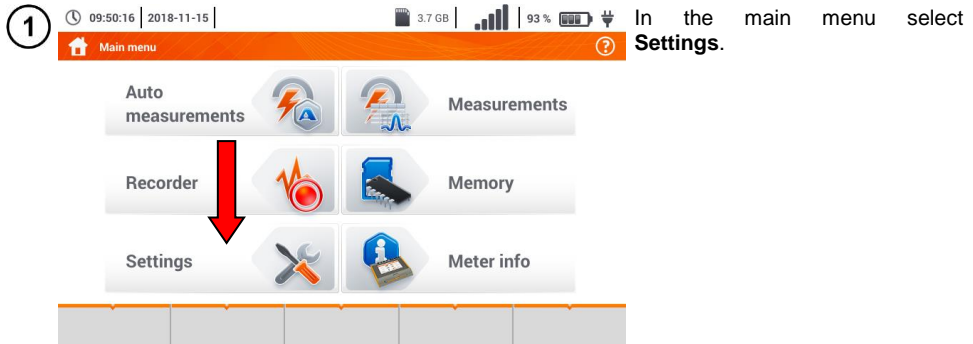 1
09:50:16 2018-11-15 3.7 GB 93 %
Main menu ?
In the main menu select
Settings.
Auto
measurements
A
Measurements
Recorder
Memory
Settings
Meter info